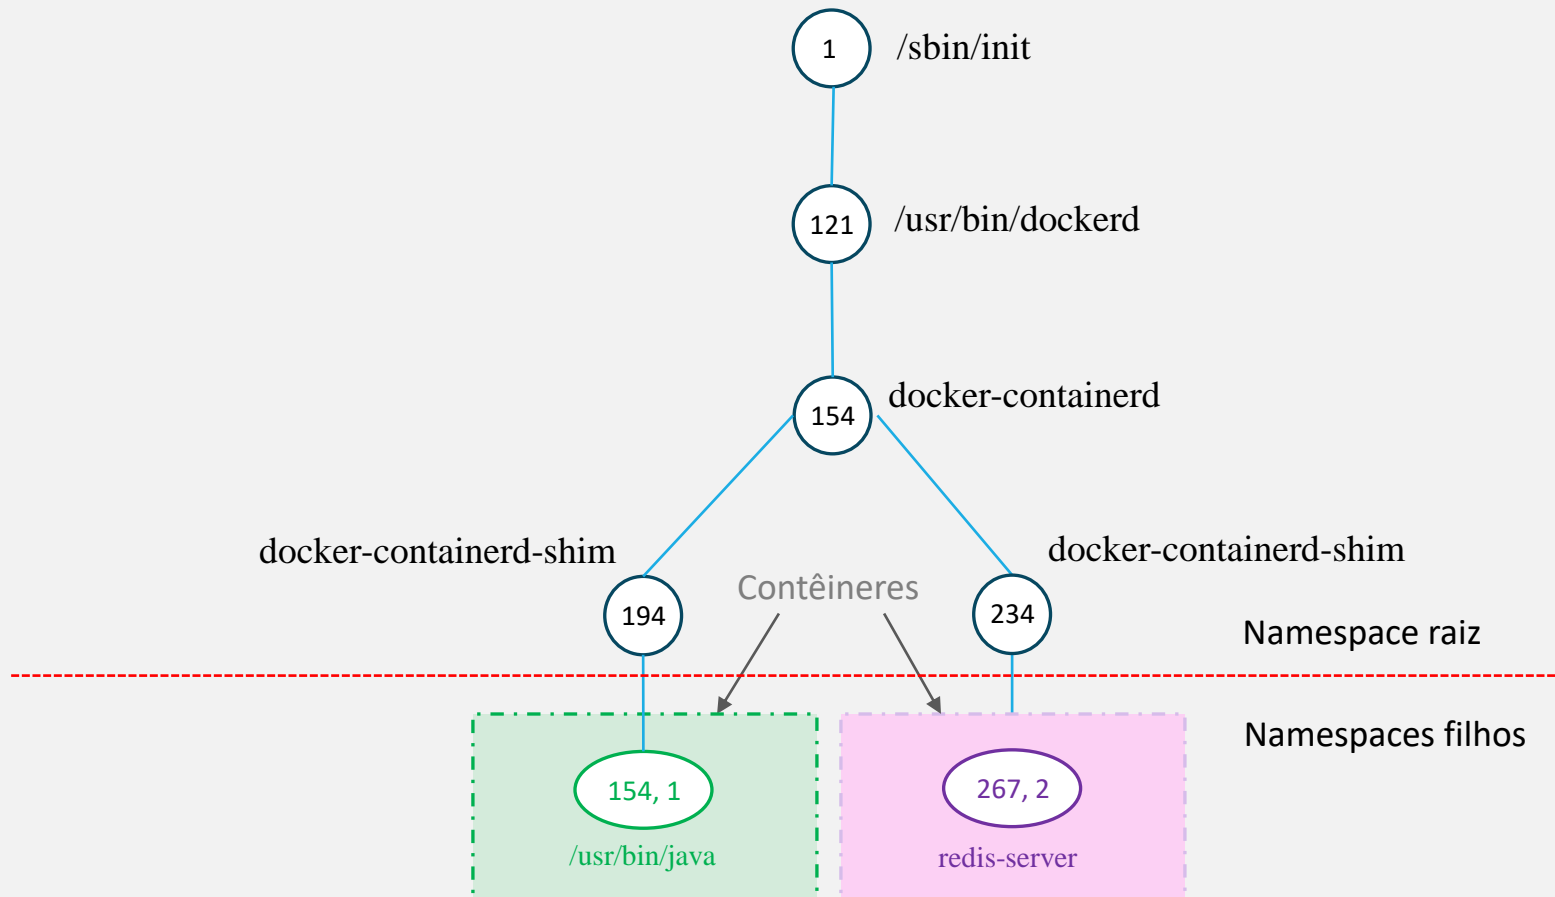 1
/sbin/init
121
/usr/bin/dockerd
154
docker-containerd
docker-containerd-shim
docker-containerd-shim
194
Contêineres
234
Namespace raiz
Namespaces filhos
154, 1
267, 2
/usr/bin/java
redis-server